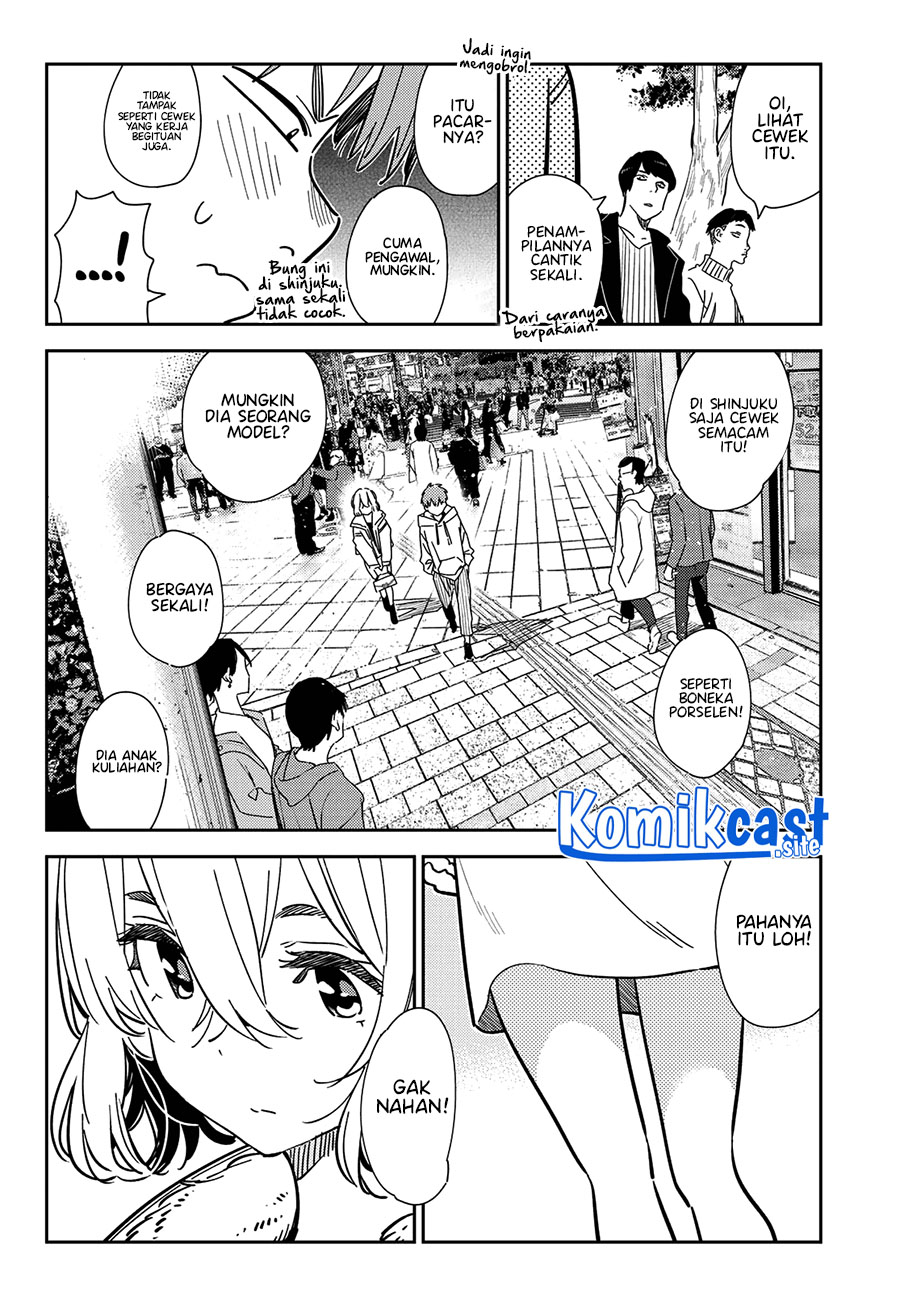 OI,
LIHAT
CEWEK
ITU.
PENAM-
PILANNYA
CANTIK
SEKALI.
Dari caranya
berpakaian.
Jadi ingin
mengobrol.
ITU
PACAR-
NYA?
CUMA
PENGAWAL,
MUNGKIN.
Bung ini
di shinjuku.
sama sekali
tidak cocok.
TIDAK
TAMPAK
SEPERTI CEWEK
YANG KERJA
BEGITUAN
JUGA.
....!
DI SHINJUKU
SAJA CEWEK
SEMACAM
ITU!
MUNGKIN
DIA SEORANG
MODEL?
BERGAYA
SEKALI!
SEPERTI
BONEKA
PORSELEN!
DIA ANAK
KULIAHAN?
Komikcast
.site
PAHANYA
ITU LOH!
GAK
NAHAN!